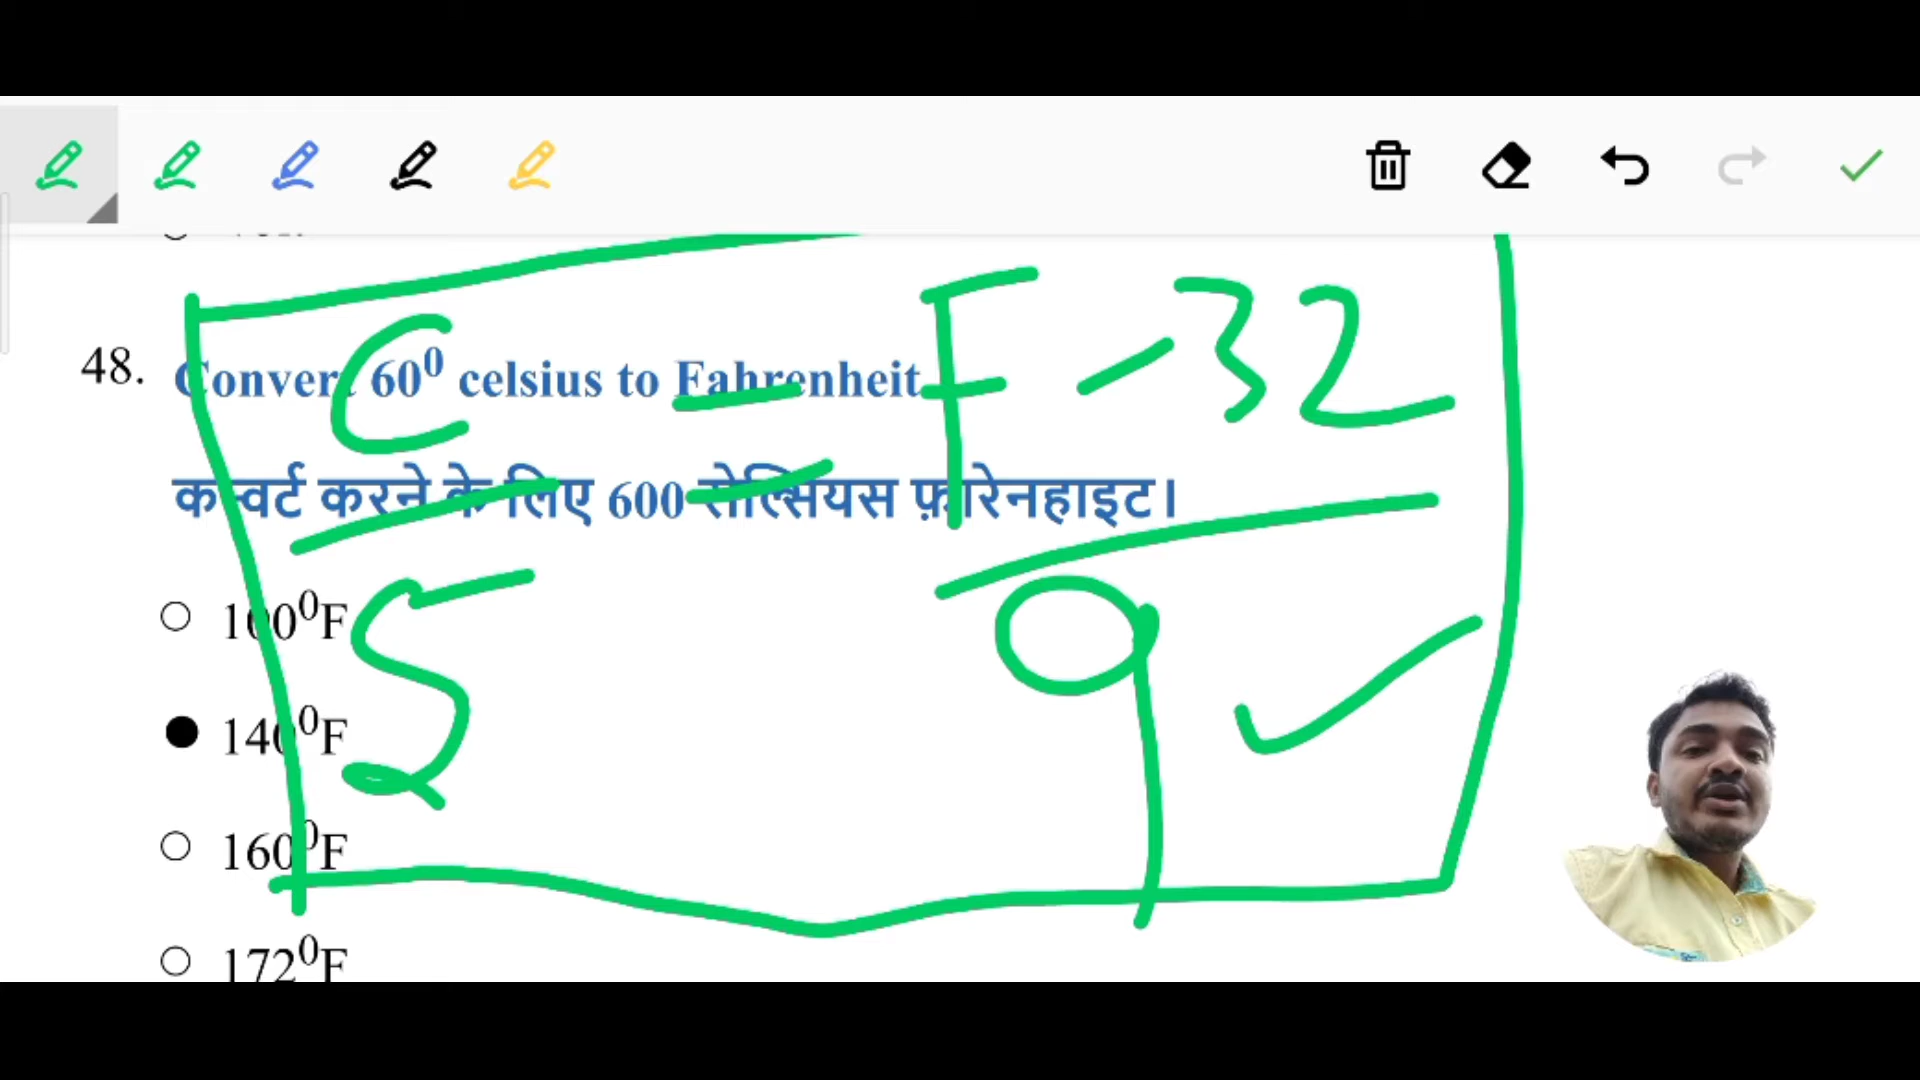 C = F - 32
5 9
48. Convert 60⁰ celsius to Fahrenheit
कन्वर्ट करने के लिए 600 सेल्सियस फ़ारेनहाइट।
100⁰F
140⁰F
160⁰F
172⁰F